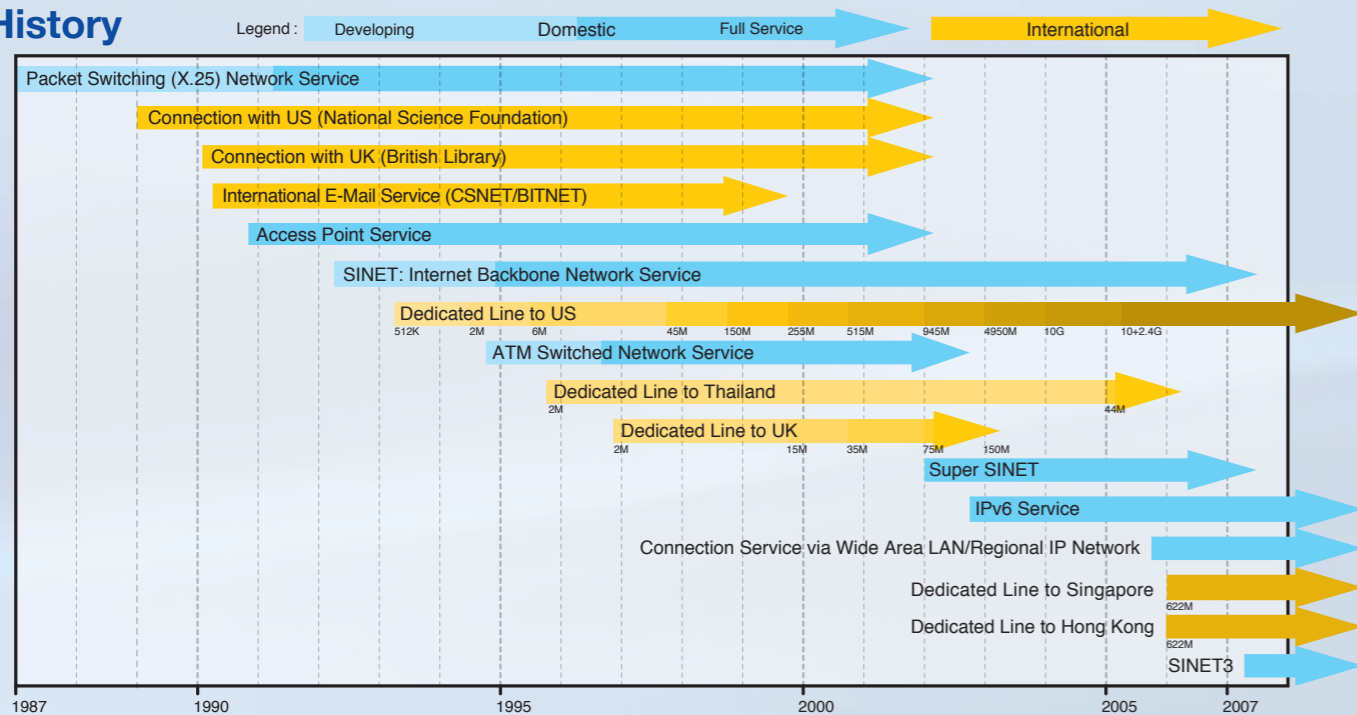 History
Legend : Developing Domestic Full Service International
Packet Switching (X.25) Network Service
Connection with US (National Science Foundation)
Connection with UK (British Library)
International E-Mail Service (CSNET/BITNET)
Access Point Service
SINET: Internet Backbone Network Service
Dedicated Line to US
512K 2M 6M 45M 150M 255M 515M 945M 4950M 10G 10+2.4G
ATM Switched Network Service
Dedicated Line to Thailand
2M 44M
Dedicated Line to UK
2M 15M 35M 75M 150M
Super SINET
IPv6 Service
Connection Service via Wide Area LAN/Regional IP Network
Dedicated Line to Singapore
622M
Dedicated Line to Hong Kong
622M
SINET3
1987 1990 1995 2000 2005 2007